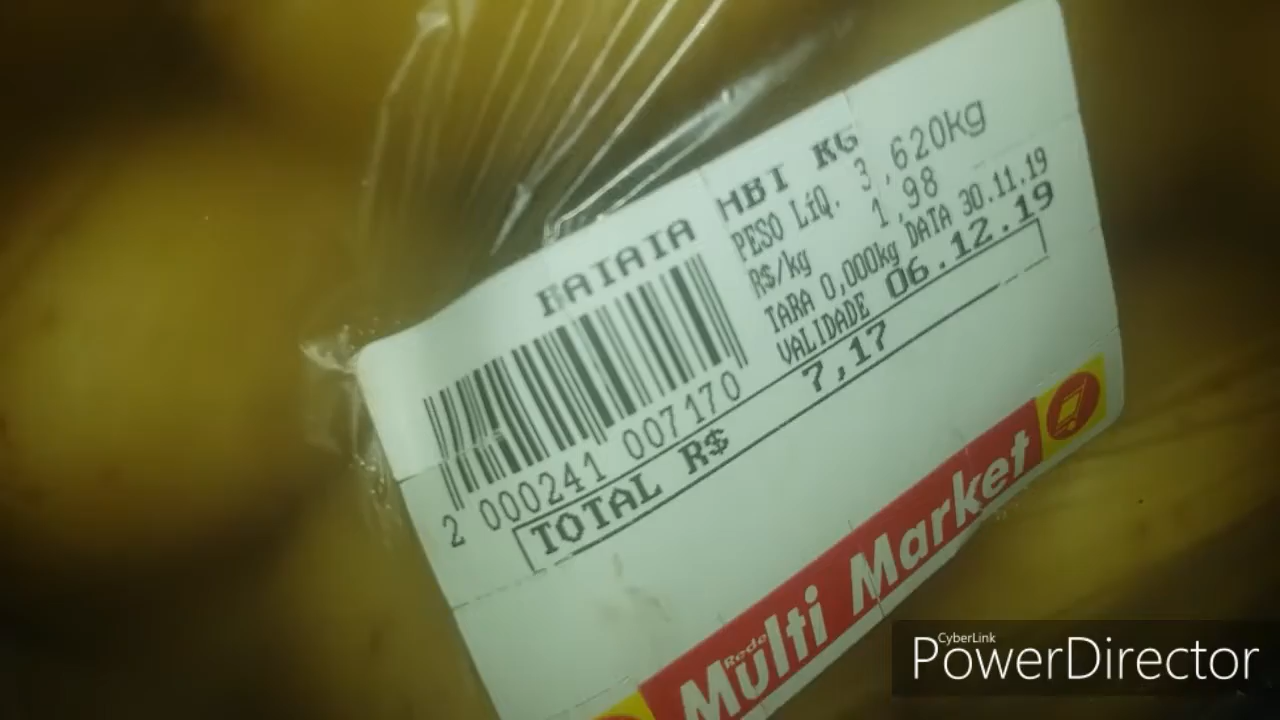 BATATA HBI KG
PESO LÍQ. 3,620kg
R$/kg 1,98
TARA 0,000kg DATA 30.11.19
VALIDADE 06.12.19
2 000241 007170
TOTAL R$ 7,17
Rede
Multi Market
CyberLink
PowerDirector